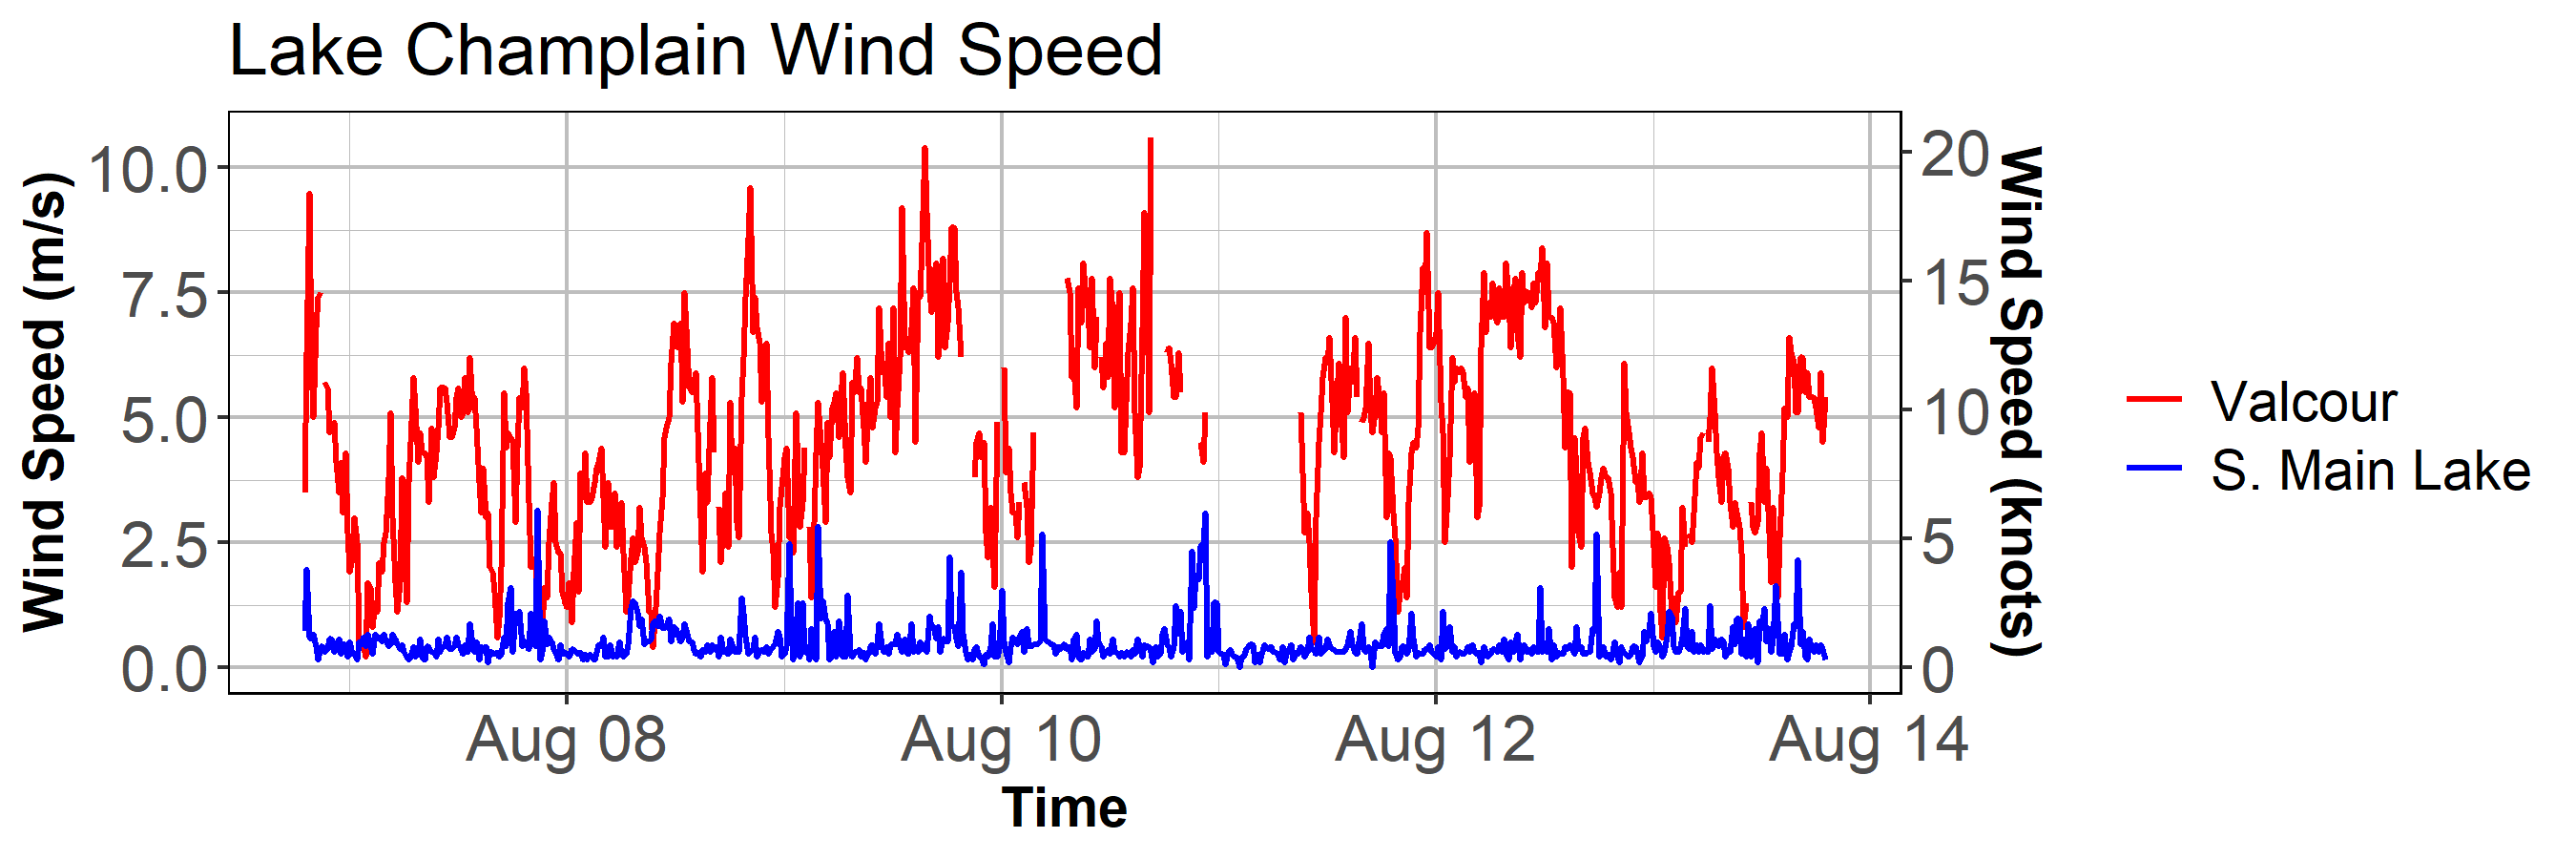 Lake Champlain Wind Speed
Wind Speed (m/s)
10.0
7.5
5.0
2.5
0.0
20
15
10
5
0
Wind Speed (knots)
Aug 08
Aug 10
Aug 12
Aug 14
Time
Valcour
S. Main Lake